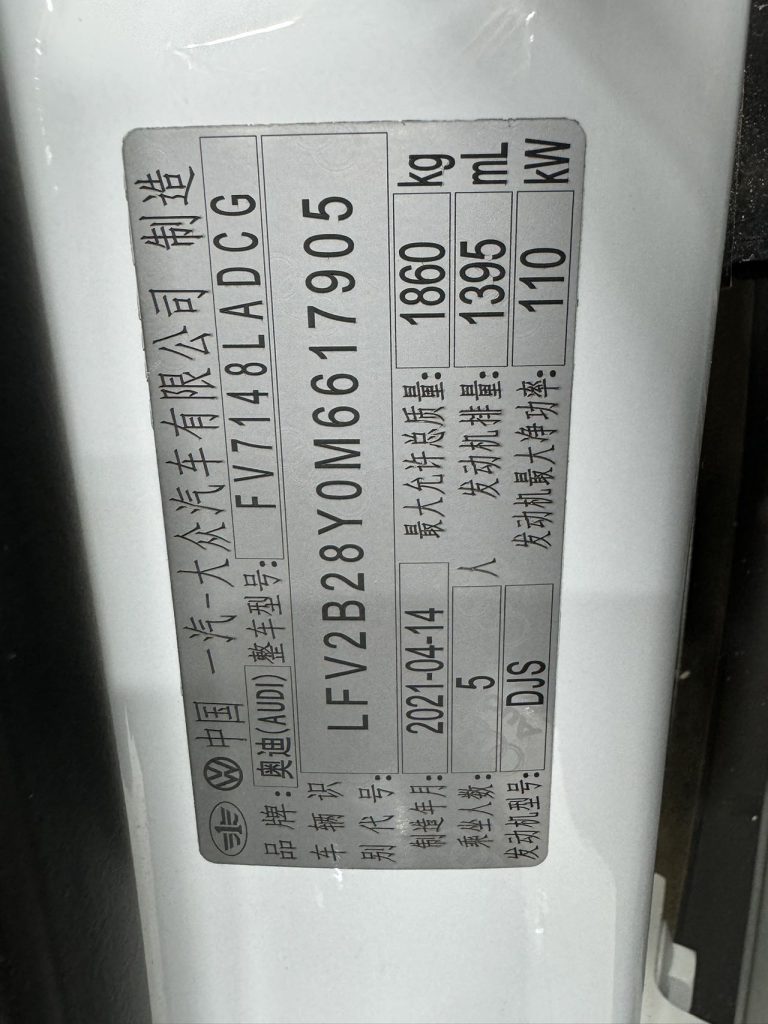 中国 一汽-大众汽车有限公司 制造
品牌: 奥迪(AUDI) 整车型号: FV7148LADCG
车辆识别代号: LFV2B28Y0M6617905
制造年月: 2021-04-14 最大允许总质量: 1860 kg
乘坐人数: 5 人 发动机排量: 1395 mL
发动机型号: DJS 发动机最大净功率: 110 kW